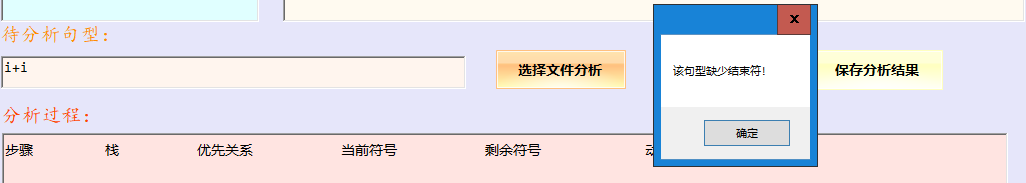 待分析句型：
i+i
选择文件分析
x
该句型缺少结束符！
保存分析结果
确定
分析过程：
步骤 栈 优先关系 当前符号 剩余符号